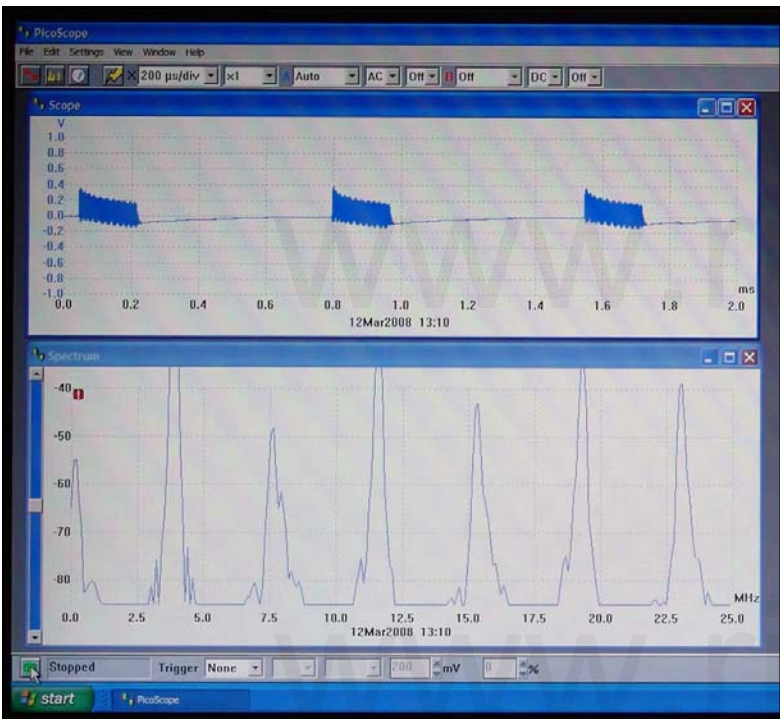 PicoScope
File Edit Settings View Window Help
200 µs/div x1 A Auto AC Off B Off DC Off
Scope
V
1.0
0.8
0.6
0.4
0.2
0.0
-0.2
-0.4
-0.6
-0.8
-1.0
ms
0.0 0.2 0.4 0.6 0.8 1.0 1.2 1.4 1.6 1.8 2.0
12Mar2008 13:10
Spectrum
-40
-50
-60
-70
-80
MHz
0.0 2.5 5.0 7.5 10.0 12.5 15.0 17.5 20.0 22.5 25.0
12Mar2008 13:10
Stopped Trigger None 200 mV 0 %
start PicoScope
www.r
www.r